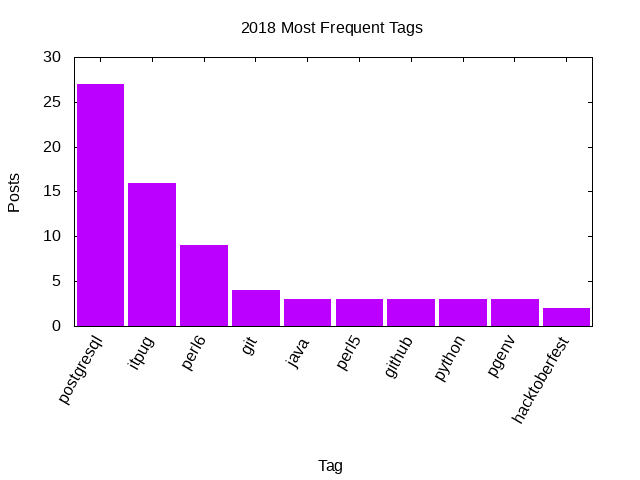 2018 Most Frequent Tags
30
25
20
15
10
5
0
Posts
postgresql
itpug
perl6
git
java
perl5
github
python
pgenv
hacktoberfest
Tag